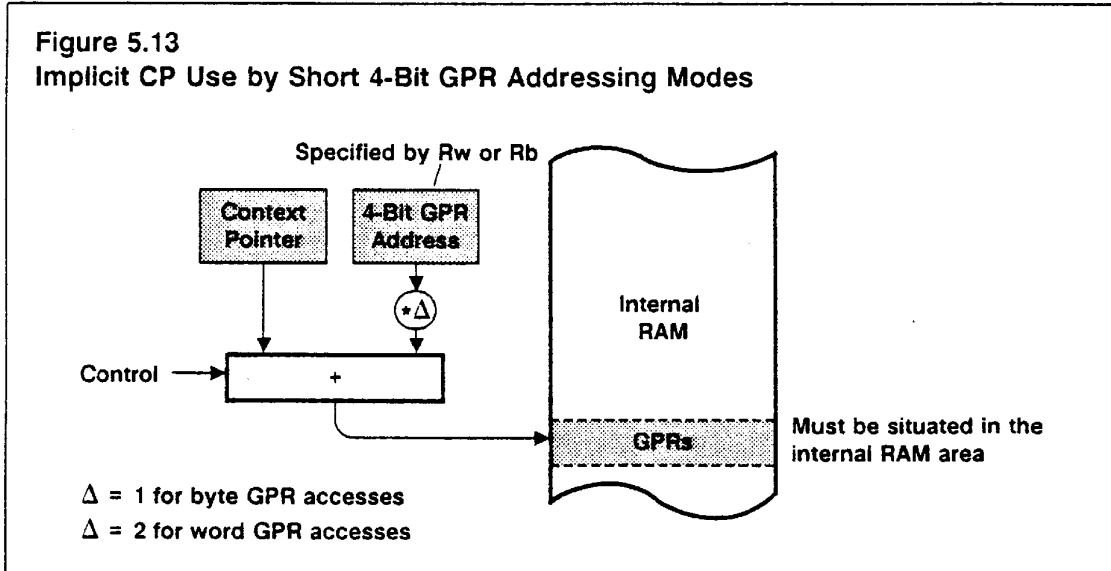 Figure 5.13
Implicit CP Use by Short 4-Bit GPR Addressing Modes
Specified by Rw or Rb
Context
Pointer
4-Bit GPR
Address
*Δ
Control
+
Internal
RAM
GPRs
Must be situated in the
internal RAM area
Δ = 1 for byte GPR accesses
Δ = 2 for word GPR accesses